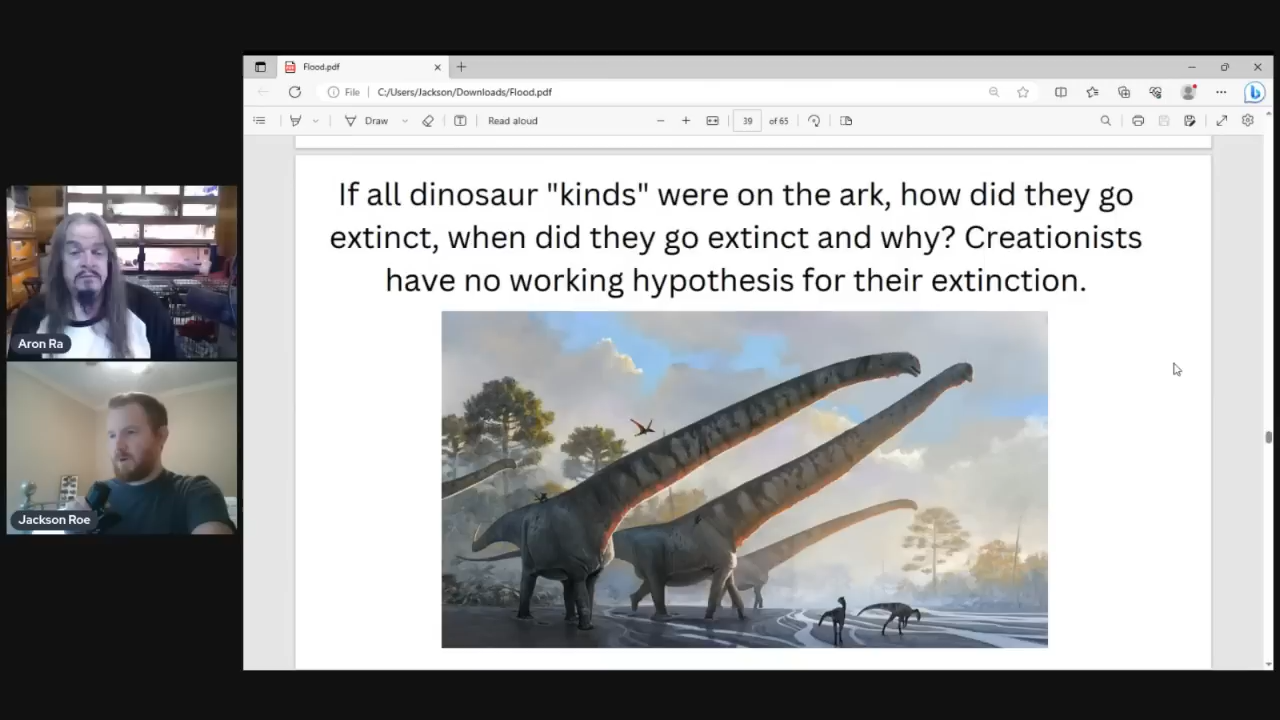 Flood.pdf
File
C:/Users/Jackson/Downloads/Flood.pdf
Draw
Read aloud
39
of 65
If all dinosaur "kinds" were on the ark, how did they go
extinct, when did they go extinct and why? Creationists
have no working hypothesis for their extinction.
Aron Ra
Jackson Roe